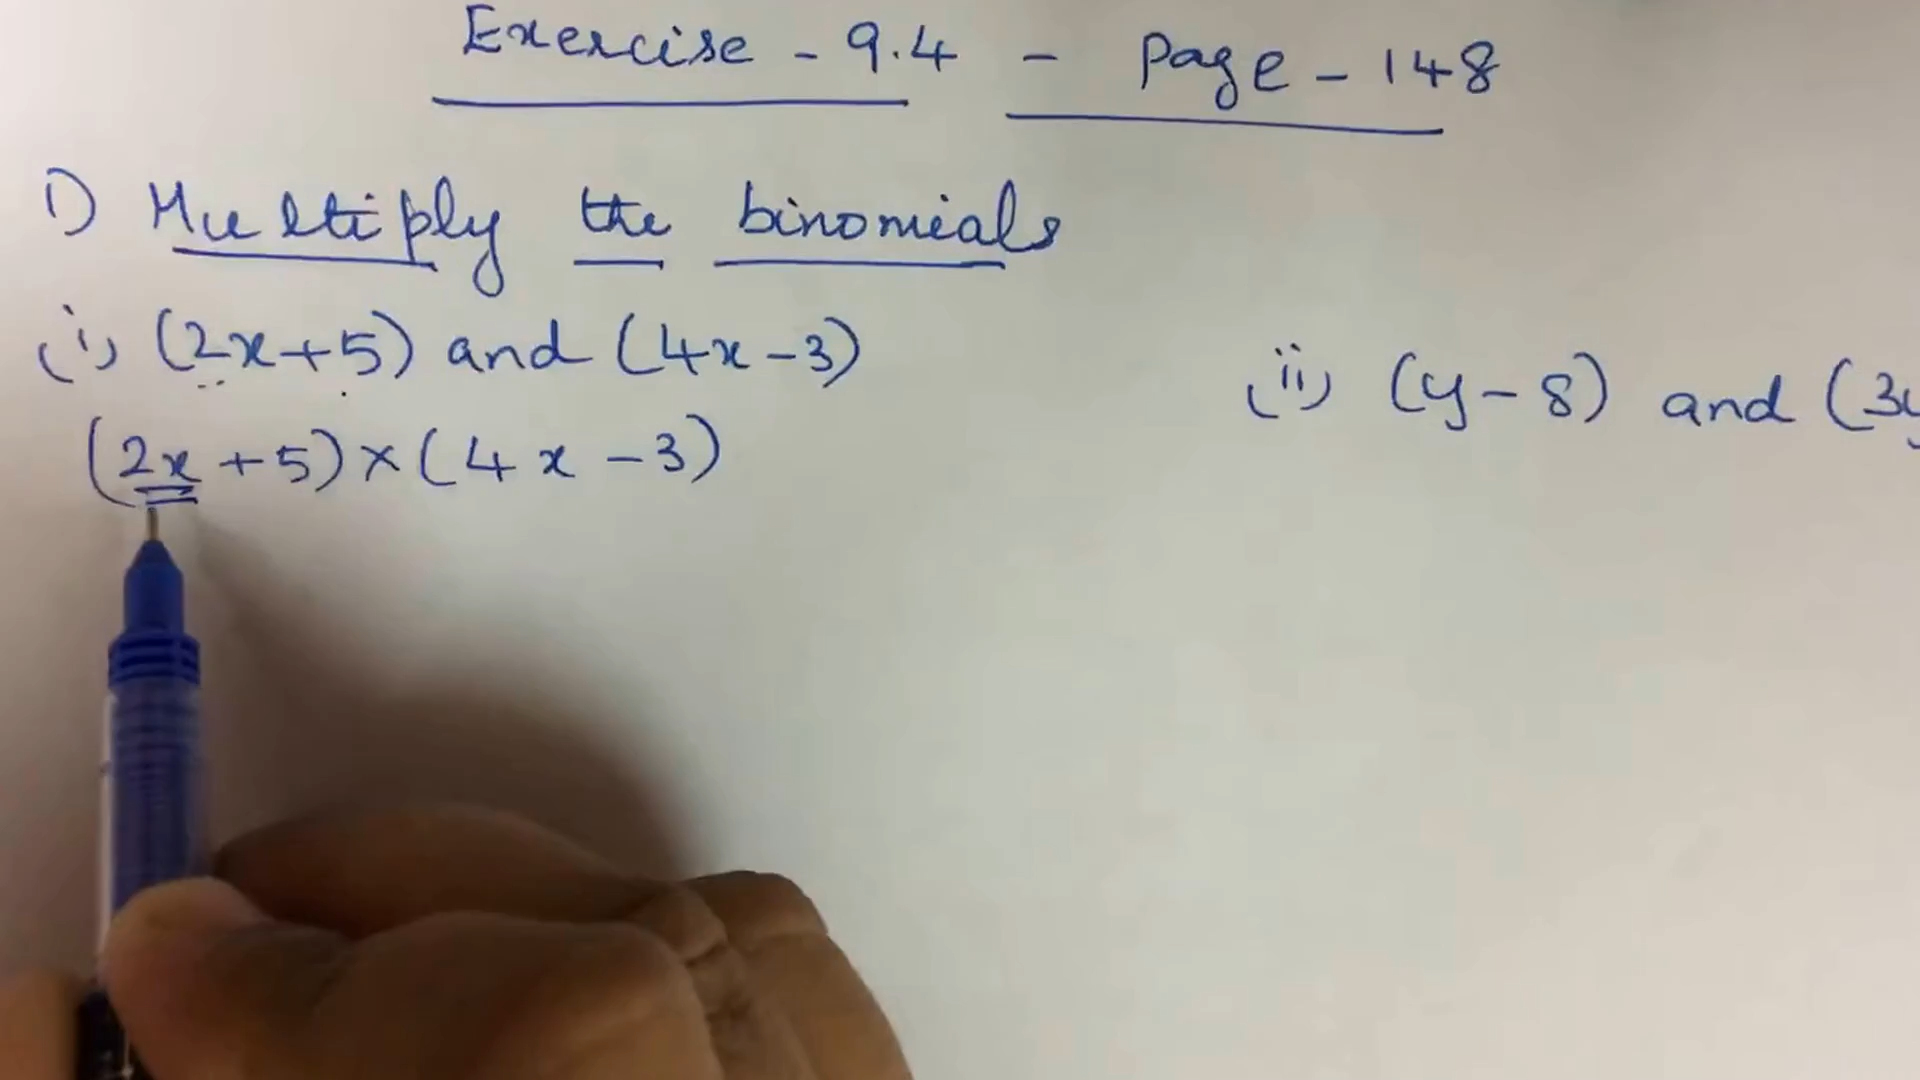 Exercise - 9.4 - Page - 148
1) Multiply the binomials
(i) (2x+5) and (4x-3)
(ii) (y-8) and (3y
(2x+5)×(4x-3)